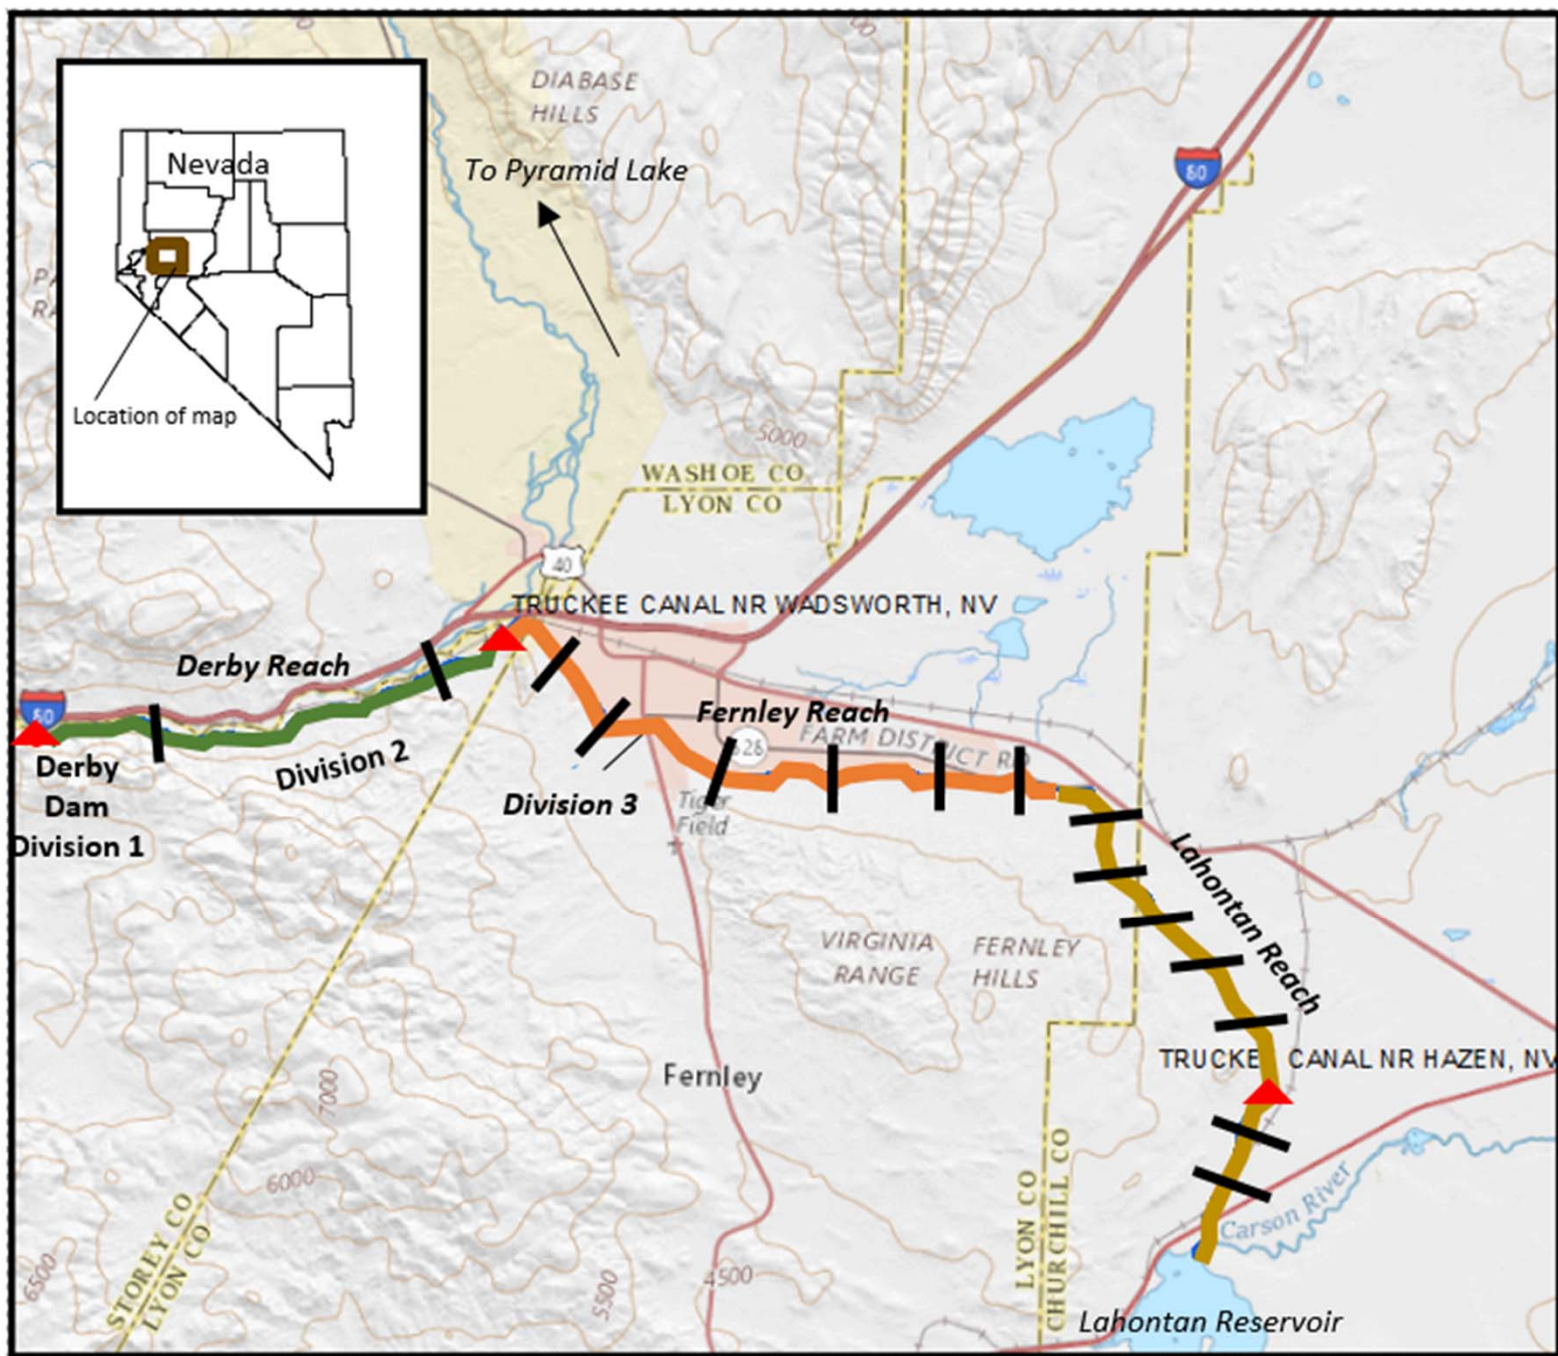 DIABASE
HILLS
To Pyramid Lake
Nevada
Location of map
80
5000
WASHOE CO
LYON CO
40
TRUCKEE CANAL NR WADSWORTH, NV
Derby Reach
80
Fernley Reach
FARM DISTRICT RD
Division 2
Derby
Dam
Division 1
Division 3
Tiger
Field
Lahontan Reach
VIRGINIA
RANGE
FERNLEY
HILLS
TRUCKE CANAL NR HAZEN, NV
Fernley
7000
6000
STOREY CO
LYON CO
6500
5500
4500
LYON CO
CHURCHILL CO
Carson River
Lahontan Reservoir